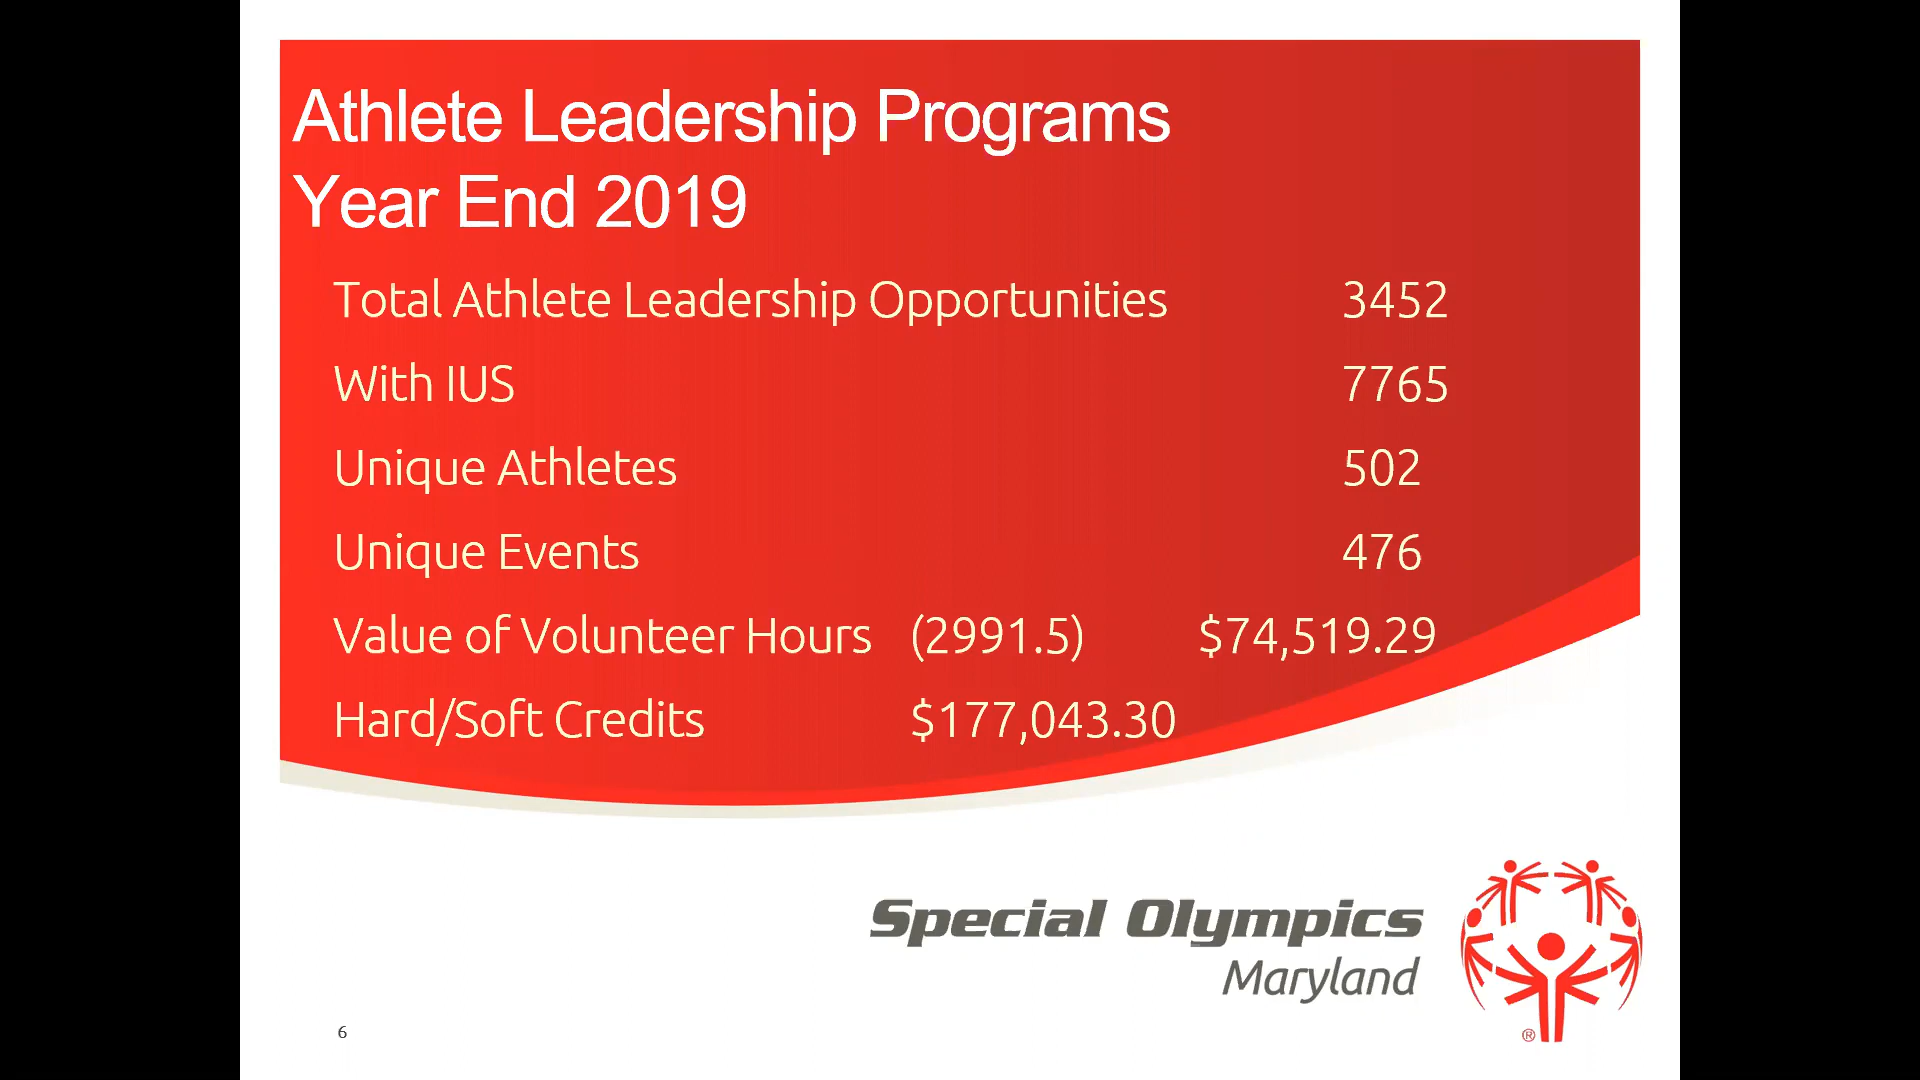 Athlete Leadership Programs
Year End 2019
Total Athlete Leadership Opportunities 3452
With IUS 7765
Unique Athletes 502
Unique Events 476
Value of Volunteer Hours (2991.5) $74,519.29
Hard/Soft Credits $177,043.30
Special Olympics
Maryland
®
6